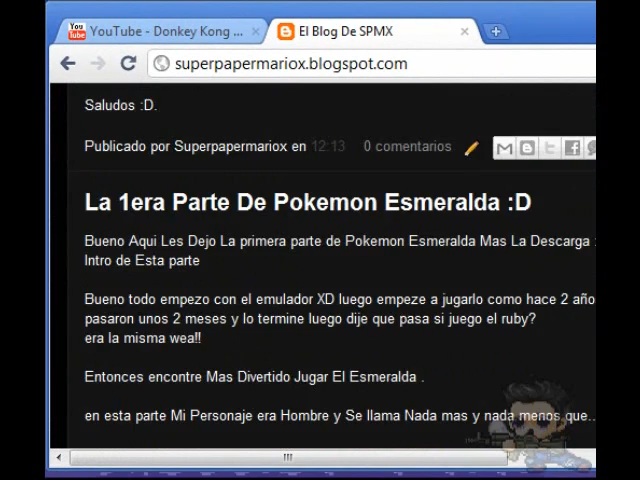 You Tube YouTube - Donkey Kong ... El Blog De SPMX
superpapermariox.blogspot.com
Saludos :D.
Publicado por Superpapermariox en 12:13 0 comentarios
La 1era Parte De Pokemon Esmeralda :D
Bueno Aqui Les Dejo La primera parte de Pokemon Esmeralda Mas La Descarga :
Intro de Esta parte
Bueno todo empezo con el emulador XD luego empeze a jugarlo como hace 2 año
pasaron unos 2 meses y lo termine luego dije que pasa si juego el ruby?
era la misma wea!!
Entonces encontre Mas Divertido Jugar El Esmeralda .
en esta parte Mi Personaje era Hombre y Se llama Nada mas y nada menos que..